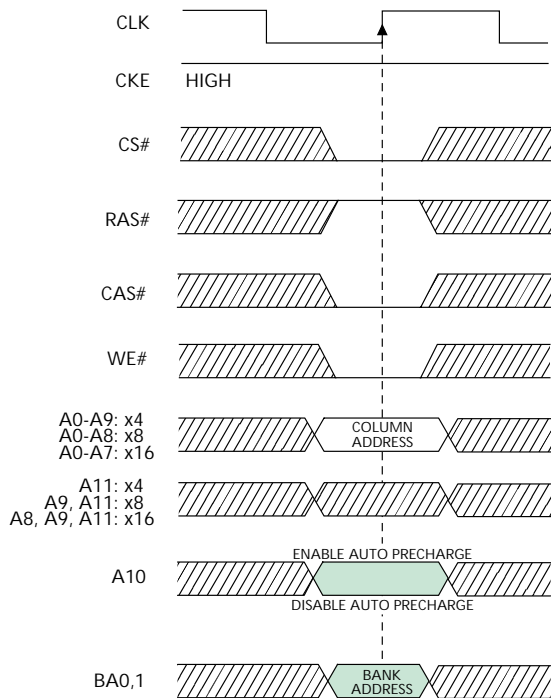 CLK
CKE HIGH
CS#
RAS#
CAS#
WE#
A0-A9: x4
A0-A8: x8
A0-A7: x16
COLUMN
ADDRESS
A11: x4
A9, A11: x8
A8, A9, A11: x16
ENABLE AUTO PRECHARGE
A10
DISABLE AUTO PRECHARGE
BA0,1
BANK
ADDRESS